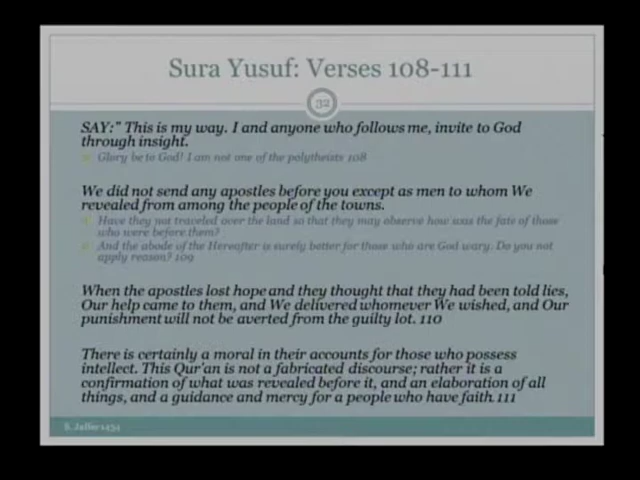 Sura Yusuf: Verses 108-111
32
SAY:" This is my way. I and anyone who follows me, invite to God
through insight.
Glory be to God! I am not one of the polytheists 108
We did not send any apostles before you except as men to whom We
revealed from among the people of the towns.
Have they not traveled over the land so that they may observe how was the fate of those
who were before them?
And the abode of the Hereafter is surely better for those who are God wary. Do you not
apply reason? 109
When the apostles lost hope and they thought that they had been told lies,
Our help came to them, and We delivered whomever We wished, and Our
punishment will not be averted from the guilty lot. 110
There is certainly a moral in their accounts for those who possess
intellect. This Qur'an is not a fabricated discourse; rather it is a
confirmation of what was revealed before it, and an elaboration of all
things, and a guidance and mercy for a people who have faith 111
S. Jaffer 1434